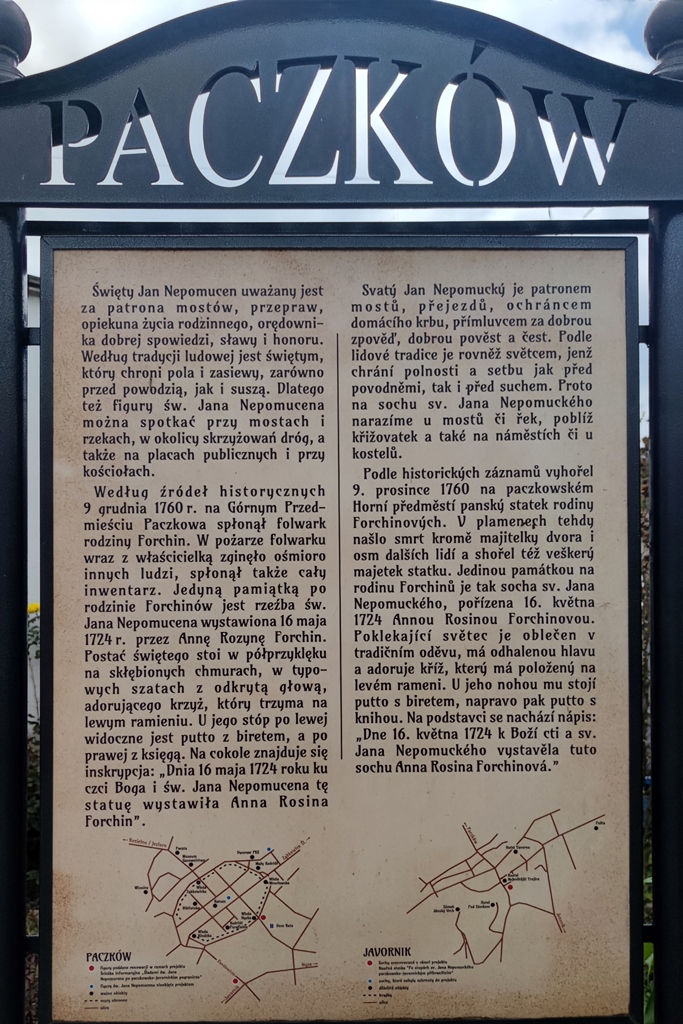 PACZKÓW
Święty Jan Nepomucen uważany jest
za patrona mostów, przepraw,
opiekuna życia rodzinnego, orędowni-
ka dobrej spowiedzi, sławy i honoru.
Według tradycji ludowej jest świętym,
który chroni pola i zasiewy, zarówno
przed powodzią, jak i suszą. Dlatego
też figury św. Jana Nepomucena
można spotkać przy mostach i
rzekach, w okolicy skrzyżowań dróg, a
także na placach publicznych i przy
kościołach.
Według źródeł historycznych
9 grudnia 1760 r. na Górnym Przed-
mieściu Paczkowa spłonął folwark
rodziny Forchin. W pożarze folwarku
wraz z właścicielką zginęło ośmioro
innych ludzi, spłonął także cały
inwentarz. Jedyną pamiątką po
rodzinie Forchinów jest rzeźba św.
Jana Nepomucena wystawiona 16 maja
1724 r. przez Annę Rozynę Forchin.
Postać świętego stoi w półprzyklęku
na skłębionych chmurach, w typo-
wych szatach z odkrytą głową,
adorującego krzyż, który trzyma na
lewym ramieniu. U jego stóp po lewej
widoczne jest putto z biretem, a po
prawej z księgą. Na cokole znajduje się
inskrypcja: „Dnia 16 maja 1724 roku ku
czci Boga i św. Jana Nepomucena tę
statuę wystawiła Anna Rosina
Forchin”.
Svatý Jan Nepomucký je patronem
mostů, přejezdů, ochráncem
domácího krbu, přímluvcem za dobrou
zpověď, dobrou pověst a čest. Podle
lidové tradice je rovněž světcem, jenž
chrání polnosti a setbu jak před
povodněmi, tak i před suchem. Proto
na sochu sv. Jana Nepomuckého
narazíme u mostů či řek, poblíž
křižovatek a také na náměstích či u
kostelů.
Podle historických záznamů vyhořel
9. prosince 1760 na paczkowském
Horní předměstí panský statek rodiny
Forchinových. V plamenech tehdy
našlo smrt kromě majitelky dvora i
osm dalších lidí a shořel též veškerý
majetek statku. Jedinou památkou na
rodinu Forchinů je tak socha sv. Jana
Nepomuckého, pořízena 16. května
1724 Annou Rosinou Forchinovou.
Poklekající světec je oblečen v
tradičním oděvu, má odhalenou hlavu
a adoruje kříž, který má položený na
levém rameni. U jeho nohou mu stojí
putto s biretem, napravo pak putto s
knihou. Na podstavci se nachází nápis:
„Dne 16. května 1724 k Boží cti a sv.
Jana Nepomuckého vystavěla tuto
sochu Anna Rosina Forchinová.”
PACZKÓW
JAVORNIK